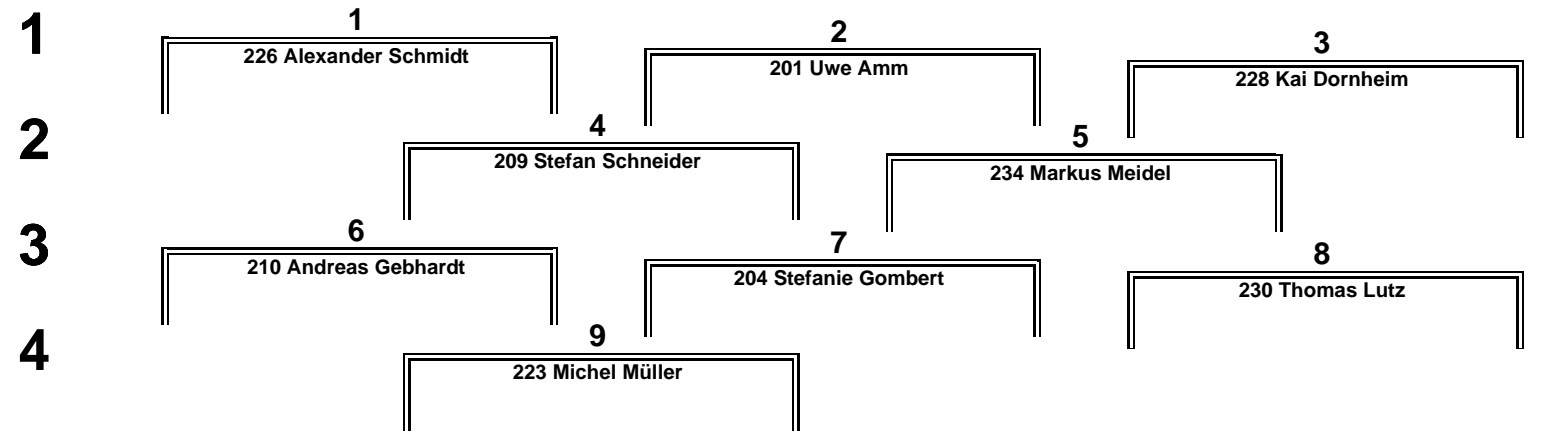 1
1
226 Alexander Schmidt
2
201 Uwe Amm
3
228 Kai Dornheim
2
4
209 Stefan Schneider
5
234 Markus Meidel
3
6
210 Andreas Gebhardt
7
204 Stefanie Gombert
8
230 Thomas Lutz
4
9
223 Michel Müller